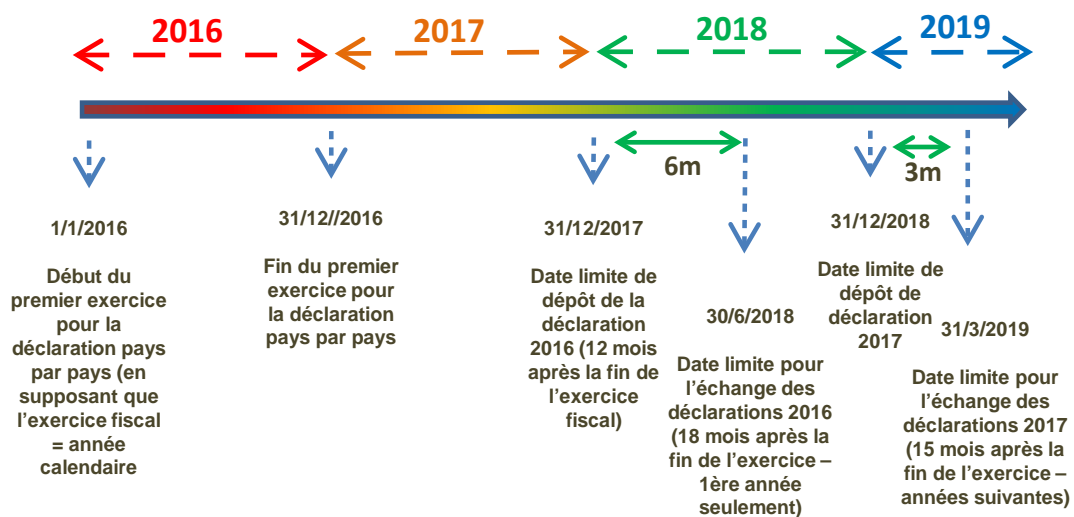 2016
2017
2018
2019
6m
3m
1/1/2016
Début du
premier exercice
pour la
déclaration pays
par pays (en
supposant que
l'exercice fiscal
= année
calendaire
31/12//2016
Fin du premier
exercice pour
la déclaration
pays par pays
31/12/2017
Date limite de
dépôt de la
déclaration
2016 (12 mois
après la fin de
l'exercice
fiscal)
30/6/2018
Date limite pour
l'échange des
déclarations 2016
(18 mois après la
fin de l'exercice –
1ère année
seulement)
31/12/2018
Date limite de
dépôt de
déclaration
2017
31/3/2019
Date limite pour
l'échange des
déclarations 2017
(15 mois après la
fin de l'exercice –
années suivantes)